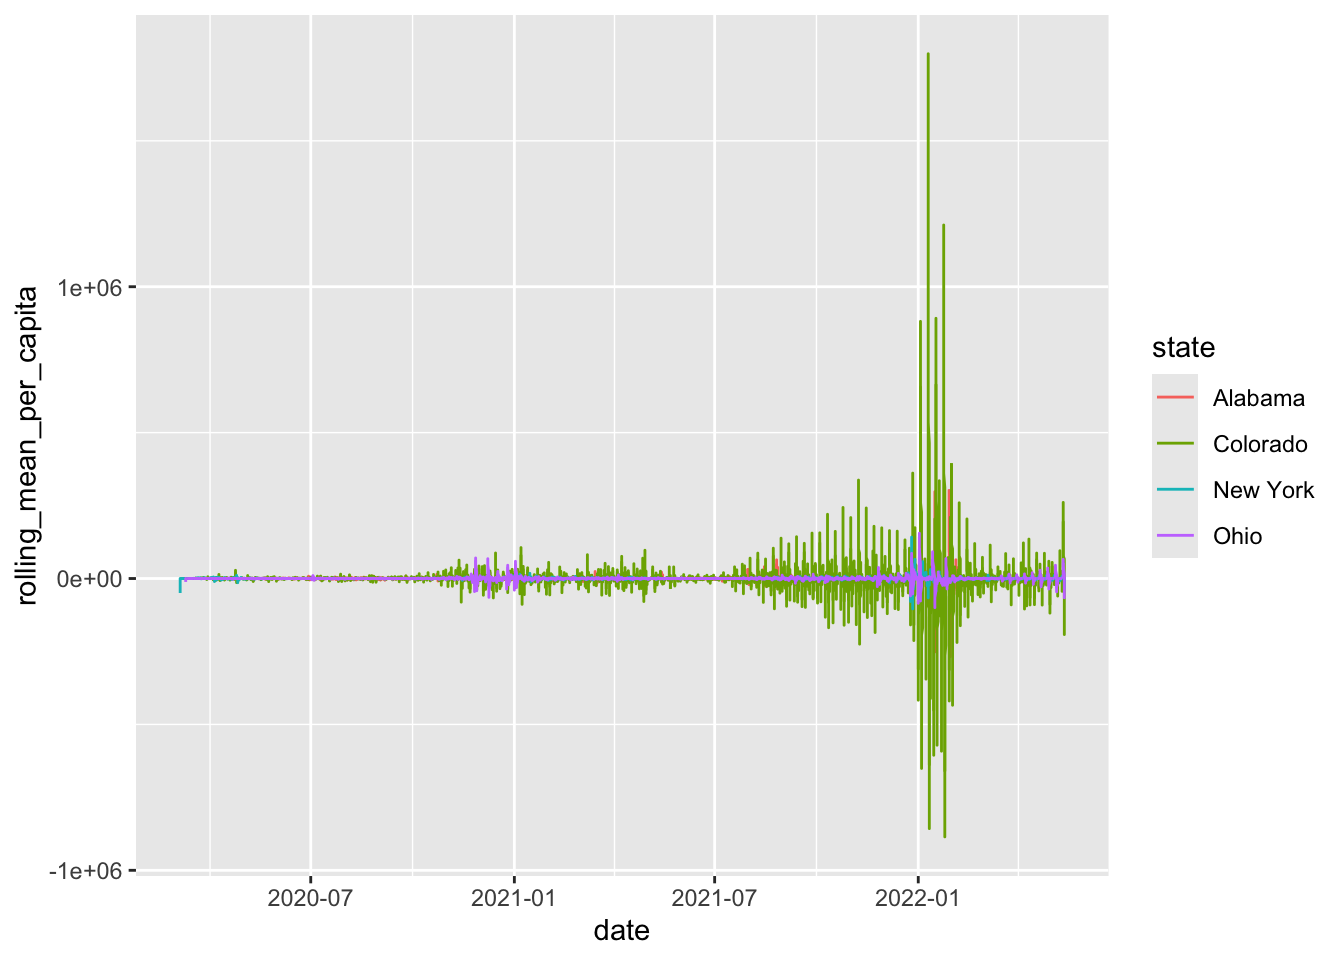 rolling_mean_per_capita
1e+06
0e+00
-1e+06
2020-07
2021-01
2021-07
2022-01
date
state
Alabama
Colorado
New York
Ohio